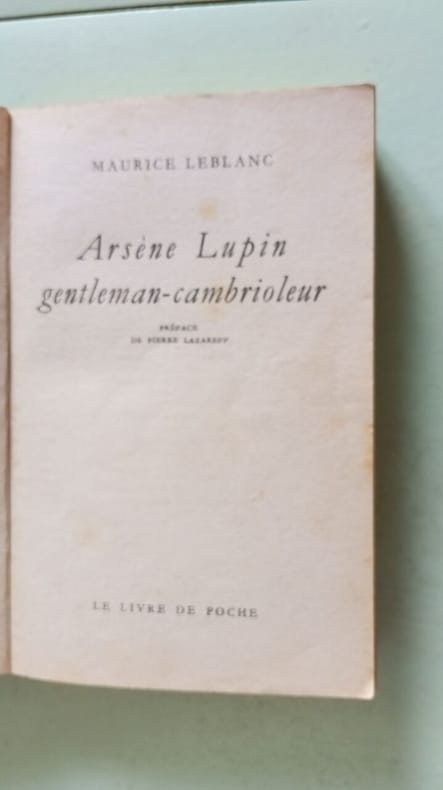 MAURICE LEBLANC
Arsène Lupin
gentleman-cambrioleur
PRÉFACE
DE PIERRE LAZAREFF
LE LIVRE DE POCHE